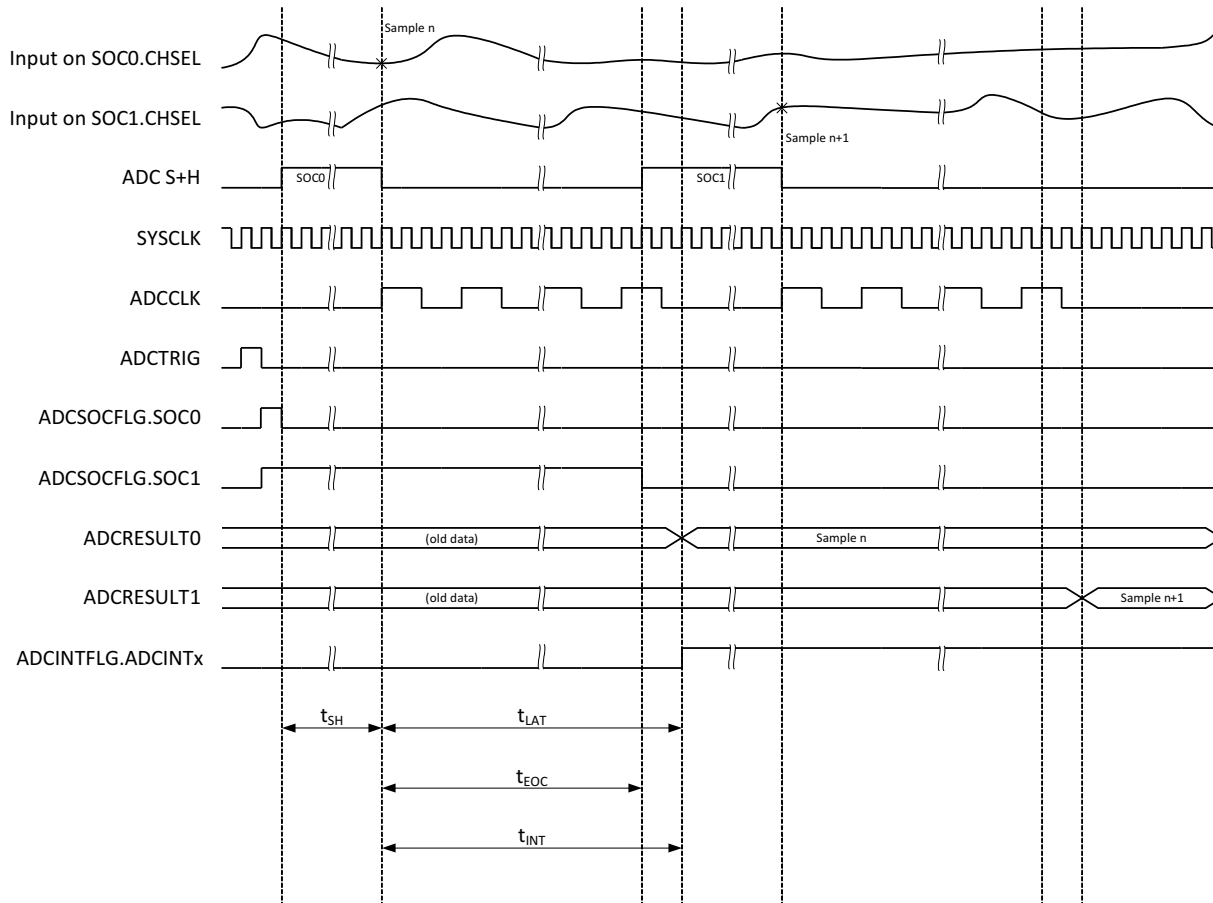 Sample n
Input on SOC0.CHSEL
Input on SOC1.CHSEL
Sample n+1
ADC S+H
SOC0
SOC1
SYSCLK
ADCCLK
ADCTRIG
ADCSOCFLG.SOC0
ADCSOCFLG.SOC1
ADCRESULT0
(old data)
Sample n
ADCRESULT1
(old data)
Sample n+1
ADCINTFLG.ADCINTx
tSH
tLAT
tEOC
tINT